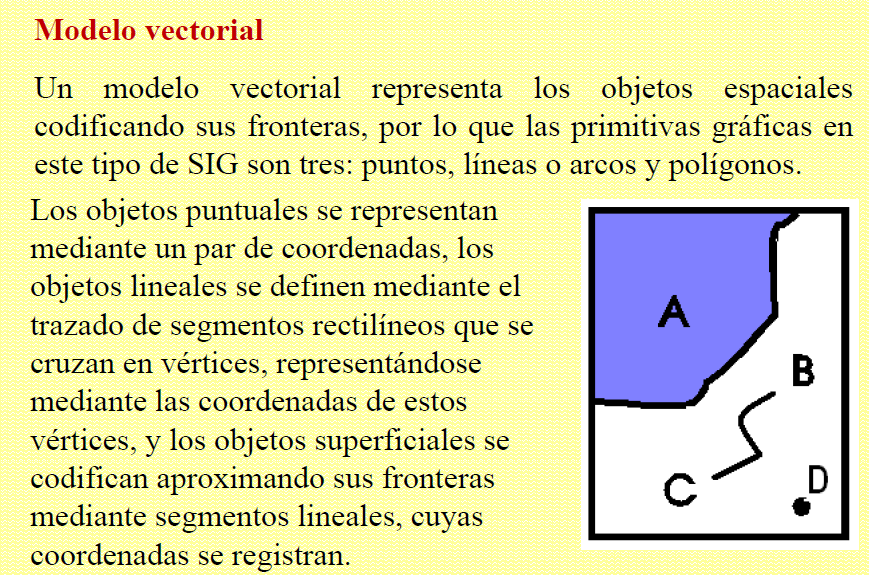 Modelo vectorial
Un modelo vectorial representa los objetos espaciales
codificando sus fronteras, por lo que las primitivas gráficas en
este tipo de SIG son tres: puntos, líneas o arcos y polígonos.
Los objetos puntuales se representan
mediante un par de coordenadas, los
objetos lineales se definen mediante el
trazado de segmentos rectilíneos que se
cruzan en vértices, representándose
mediante las coordenadas de estos
vértices, y los objetos superficiales se
codifican aproximando sus fronteras
mediante segmentos lineales, cuyas
coordenadas se registran.
A
B
C
D